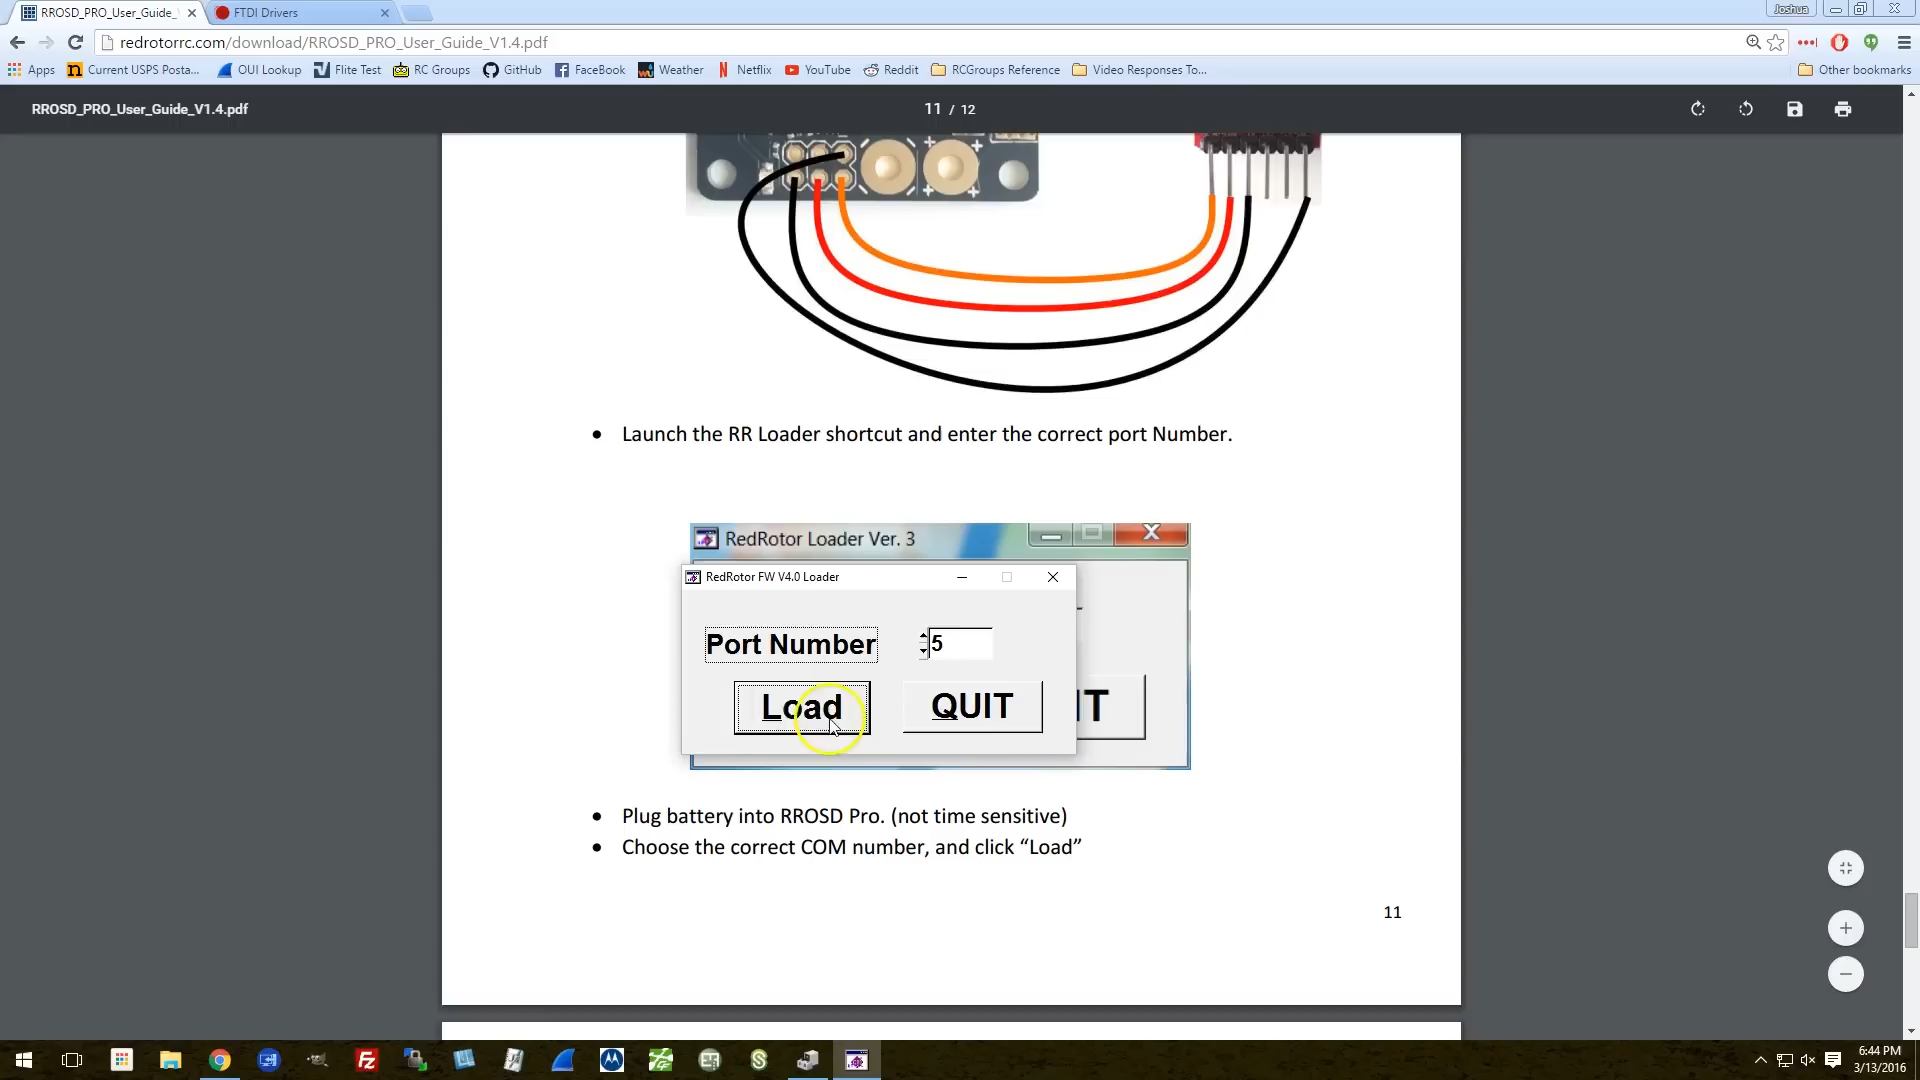 RROSD_PRO_User_Guide_
FTDI Drivers
Joshua
redrotorrc.com/download/RROSD_PRO_User_Guide_V1.4.pdf
Apps
Current USPS Posta...
OUI Lookup
Flite Test
RC Groups
GitHub
FaceBook
Weather
Netflix
YouTube
Reddit
RCGroups Reference
Video Responses To...
Other bookmarks
RROSD_PRO_User_Guide_V1.4.pdf
11 / 12
• Launch the RR Loader shortcut and enter the correct port Number.
RedRotor Loader Ver. 3
RedRotor FW V4.0 Loader
Port Number
5
Load
QUIT
IT
• Plug battery into RROSD Pro. (not time sensitive)
• Choose the correct COM number, and click “Load”
11
6:44 PM
3/13/2016